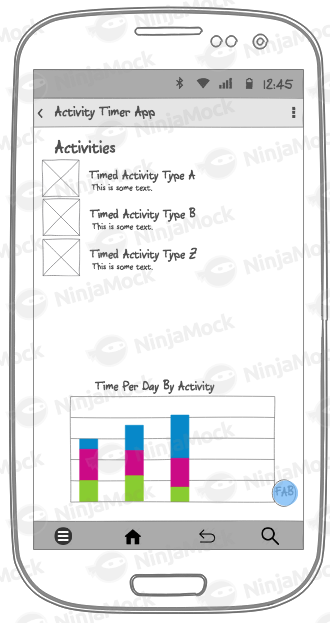 12:45
Activity Timer App
Activities
Timed Activity Type A
This is some text.
Timed Activity Type B
This is some text.
Timed Activity Type Z
This is some text.
Time Per Day By Activity
FAB
NinjaMock